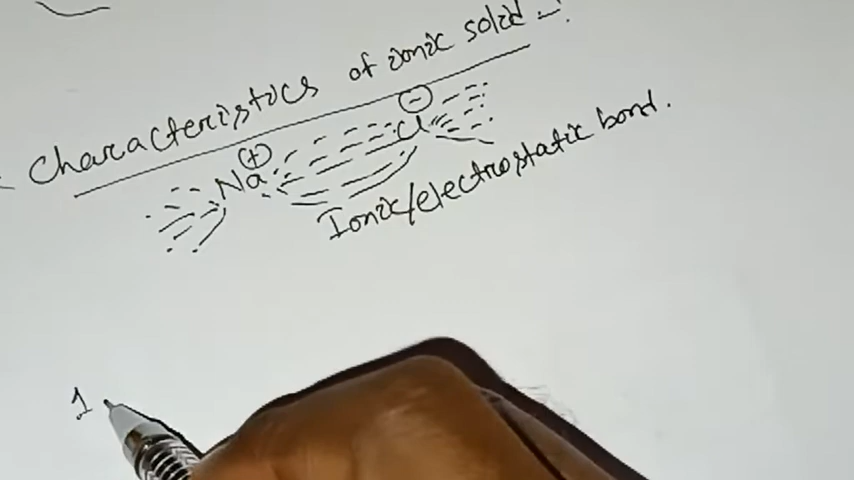 Characteristics of ionic solid :-
Na⊕ Cl⊖
Ionic/electrostatic bond.
1